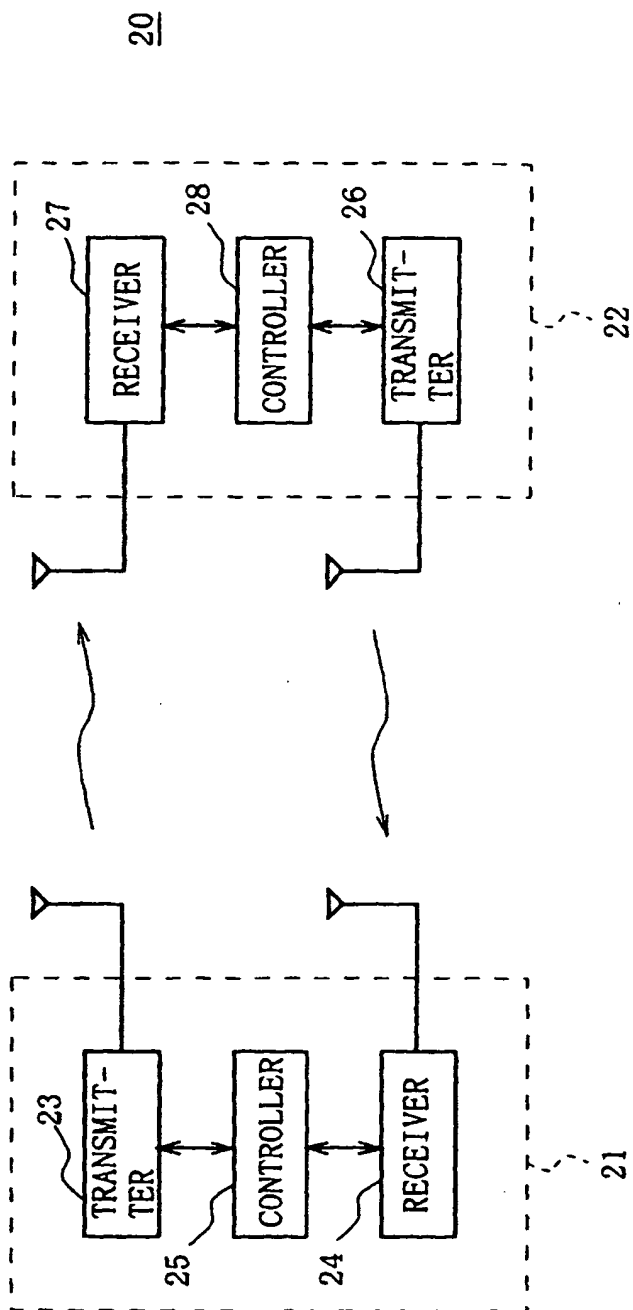 20
27
RECEIVER
28
CONTROLLER
26
TRANSMIT-
TER
22
23
TRANSMIT-
TER
25
CONTROLLER
24
RECEIVER
21